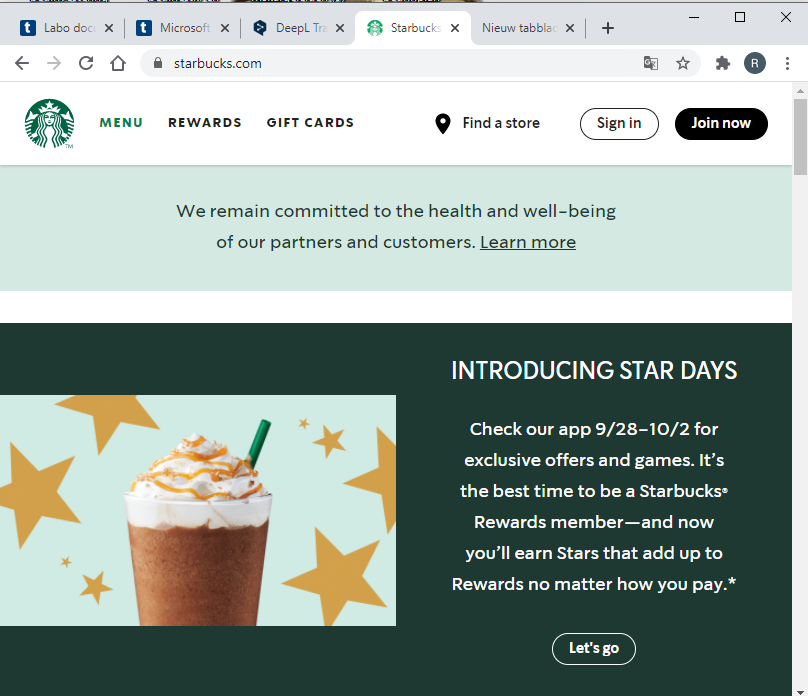 Labo doc
Microsoft
DeepL Tra
Starbucks
Nieuw tabblad
starbucks.com
R
TM
MENU
REWARDS
GIFT CARDS
Find a store
Sign in
Join now
We remain committed to the health and well-being
of our partners and customers. Learn more
INTRODUCING STAR DAYS
Check our app 9/28–10/2 for
exclusive offers and games. It’s
the best time to be a Starbucks®
Rewards member—and now
you’ll earn Stars that add up to
Rewards no matter how you pay.*
Let's go